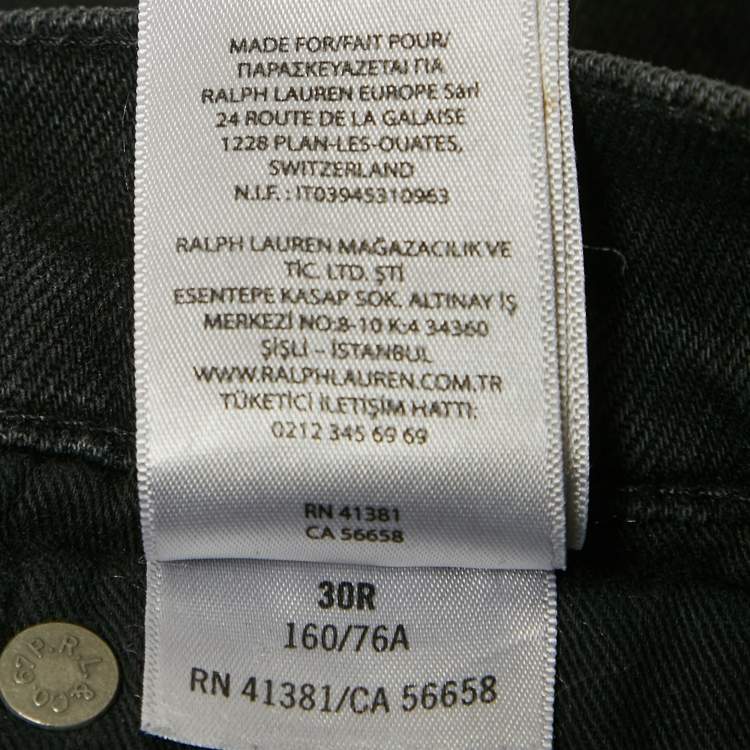 MADE FOR/FAIT POUR/
ΠΑΡΑΣΚΕΥΑΖΕΤΑΙ ΓΙΑ
RALPH LAUREN EUROPE Sárl
24 ROUTE DE LA GALAISE
1228 PLAN-LES-OUATES,
SWITZERLAND
N.I.F. : IT03945310963
RALPH LAUREN MAĞAZACILIK VE
TİC. LTD. ŞTİ
ESENTEPE KASAP SOK. ALTINAY İŞ
MERKEZİ NO:8-10 K:4 34360
ŞİŞLİ – İSTANBUL
WWW.RALPHLAUREN.COM.TR
TÜKETİCİ İLETİŞİM HATTI:
0212 345 69 69
RN 41381
CA 56658
30R
160/76A
RN 41381/CA 56658
P.R.L. & CO 67